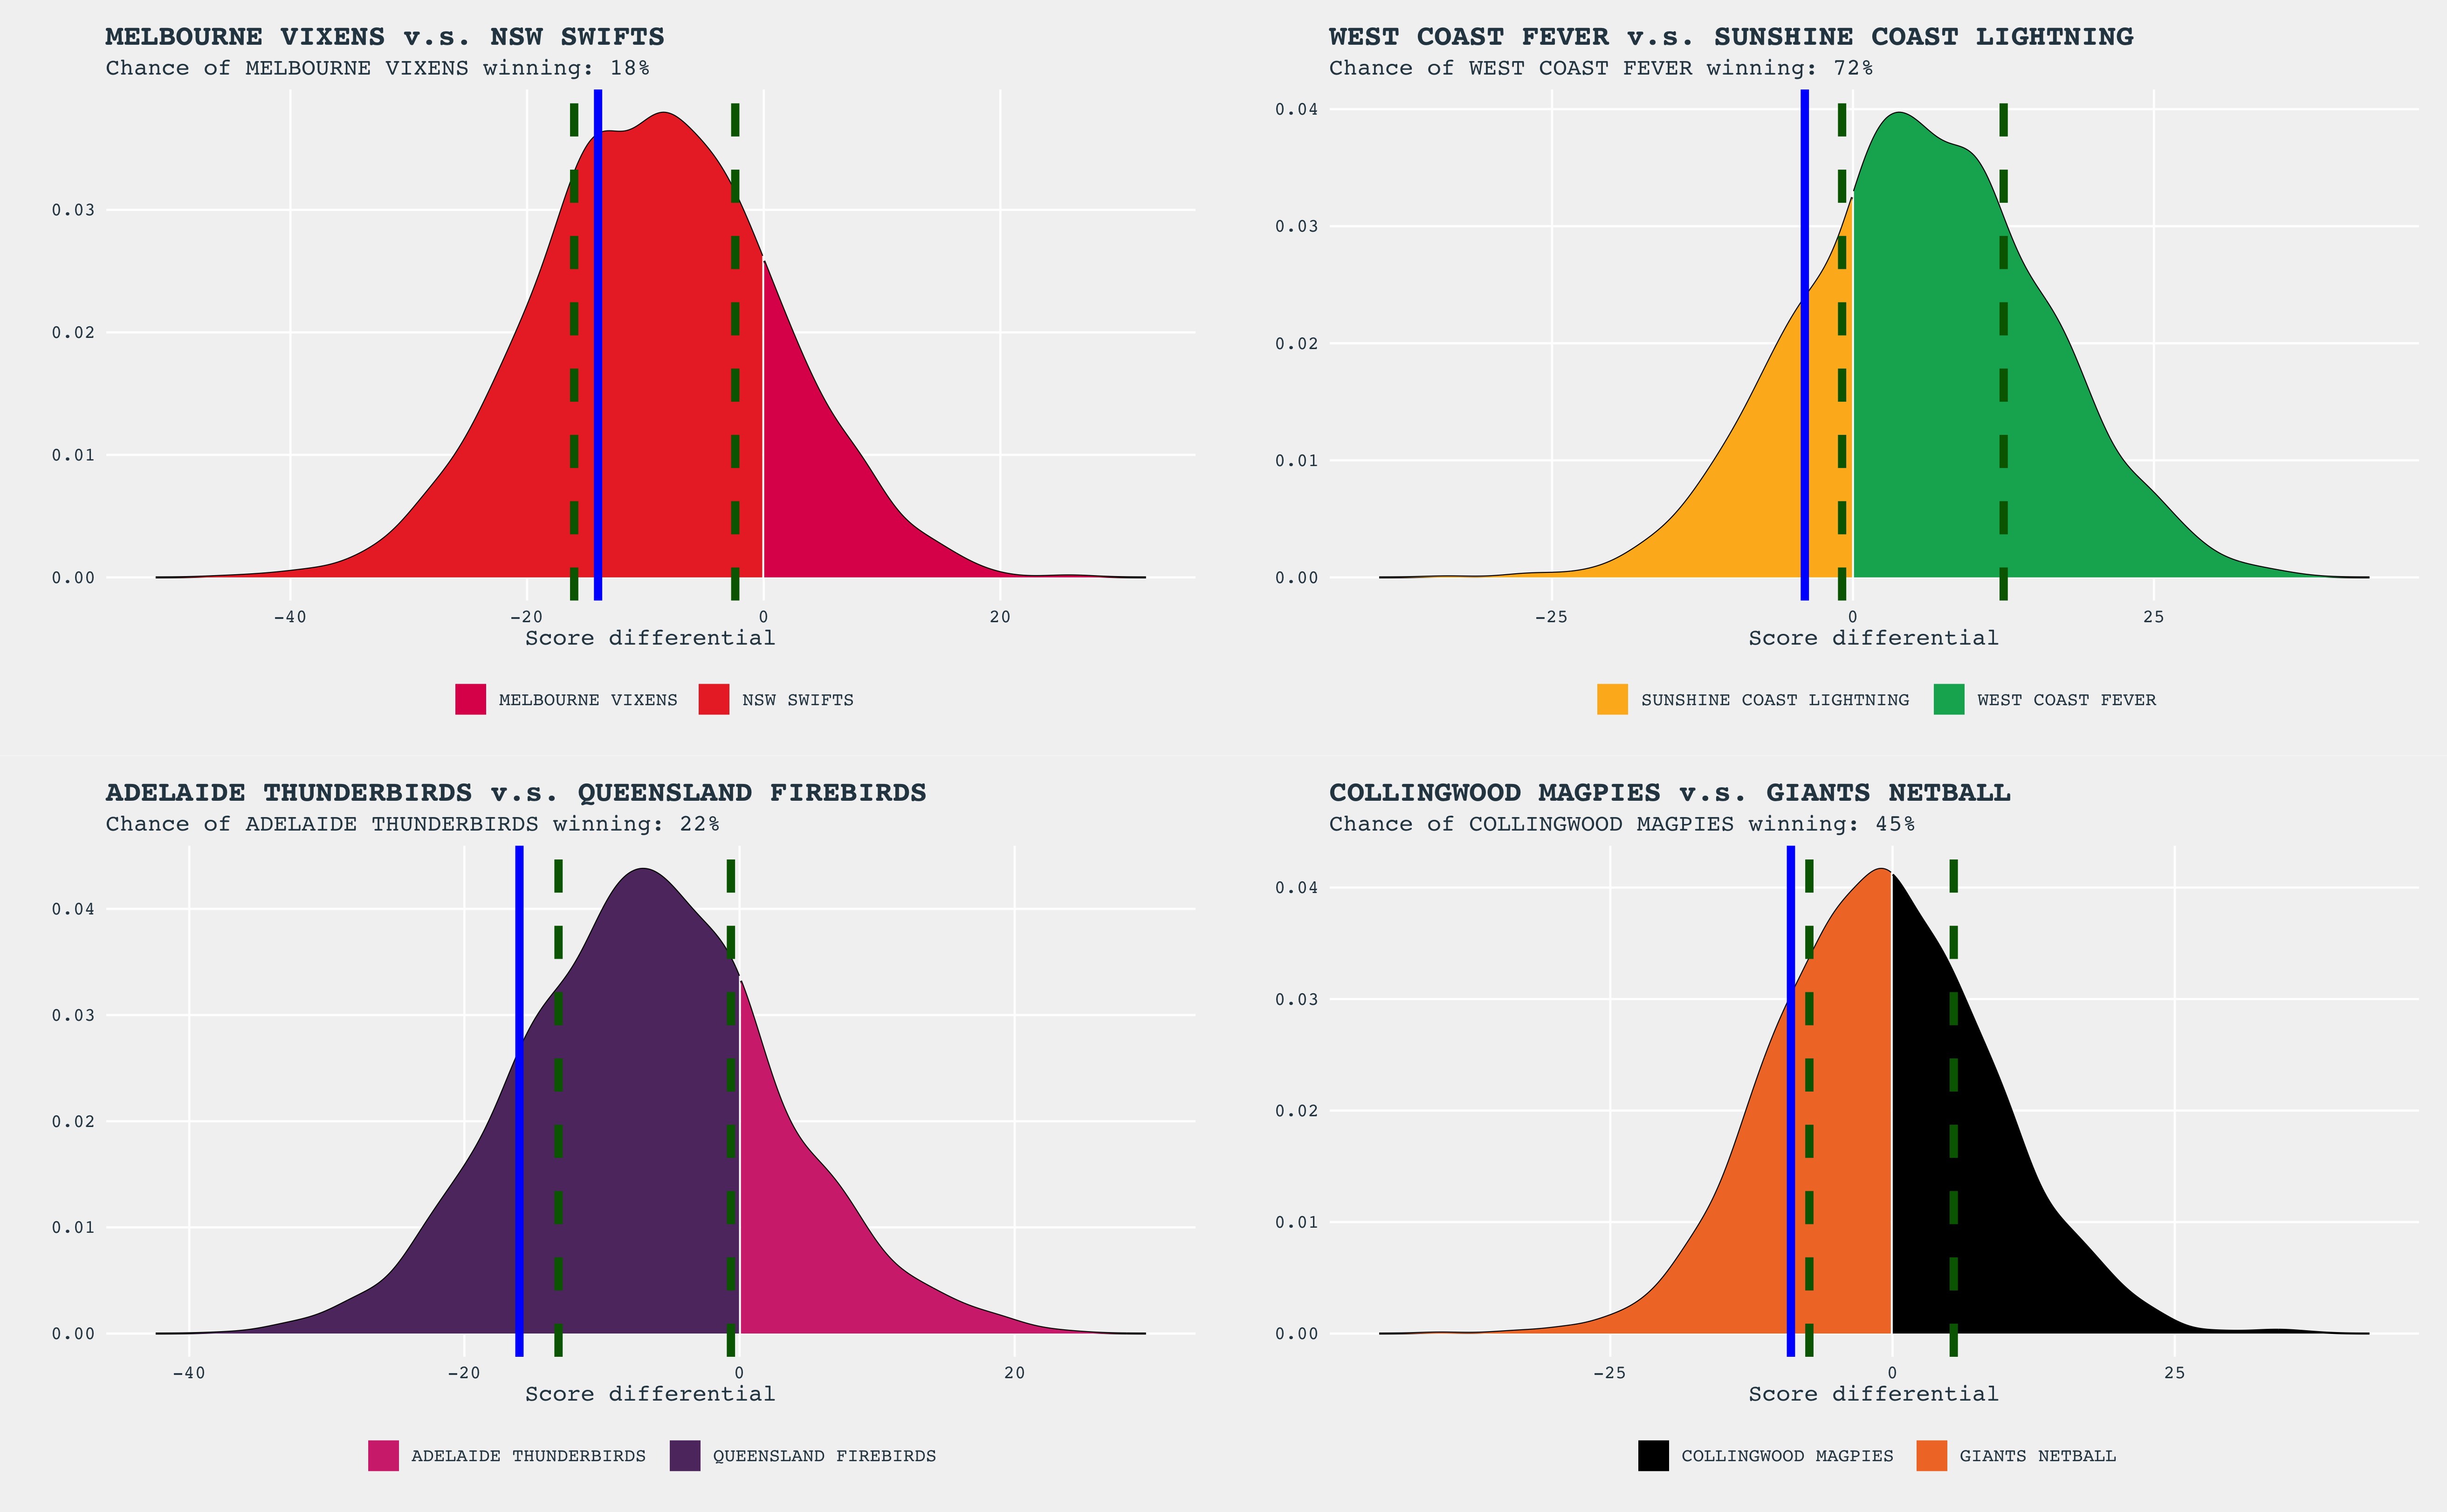 MELBOURNE VIXENS v.s. NSW SWIFTS
Chance of MELBOURNE VIXENS winning: 18%
0.03
0.02
0.01
0.00
-40 -20 0 20
Score differential
MELBOURNE VIXENS NSW SWIFTS
WEST COAST FEVER v.s. SUNSHINE COAST LIGHTNING
Chance of WEST COAST FEVER winning: 72%
0.04
0.03
0.02
0.01
0.00
-25 0 25
Score differential
SUNSHINE COAST LIGHTNING WEST COAST FEVER
ADELAIDE THUNDERBIRDS v.s. QUEENSLAND FIREBIRDS
Chance of ADELAIDE THUNDERBIRDS winning: 22%
0.04
0.03
0.02
0.01
0.00
-40 -20 0 20
Score differential
ADELAIDE THUNDERBIRDS QUEENSLAND FIREBIRDS
COLLINGWOOD MAGPIES v.s. GIANTS NETBALL
Chance of COLLINGWOOD MAGPIES winning: 45%
0.04
0.03
0.02
0.01
0.00
-25 0 25
Score differential
COLLINGWOOD MAGPIES GIANTS NETBALL